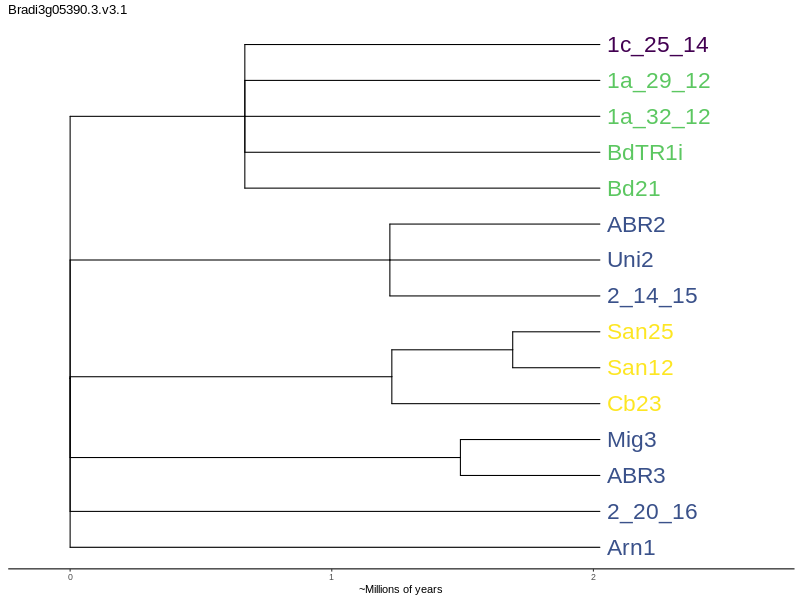 Bradi3g05390.3.v3.1
1c_25_14
1a_29_12
1a_32_12
BdTR1i
Bd21
ABR2
Uni2
2_14_15
San25
San12
Cb23
Mig3
ABR3
2_20_16
Arn1
0 1 2
~Millions of years